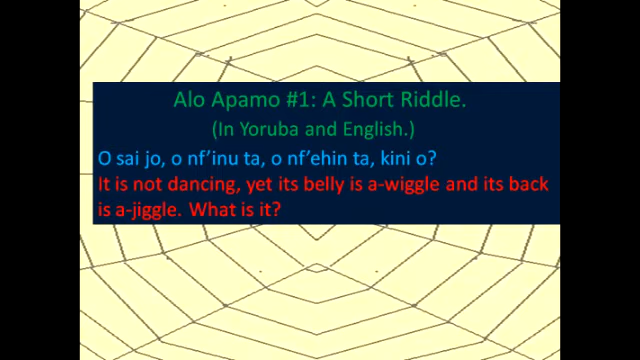 Alo Apamo #1: A Short Riddle.
(In Yoruba and English.)
O sai jo, o nf’inu ta, o nf’ehin ta, kini o?
It is not dancing, yet its belly is a-wiggle and its back
is a-jiggle. What is it?